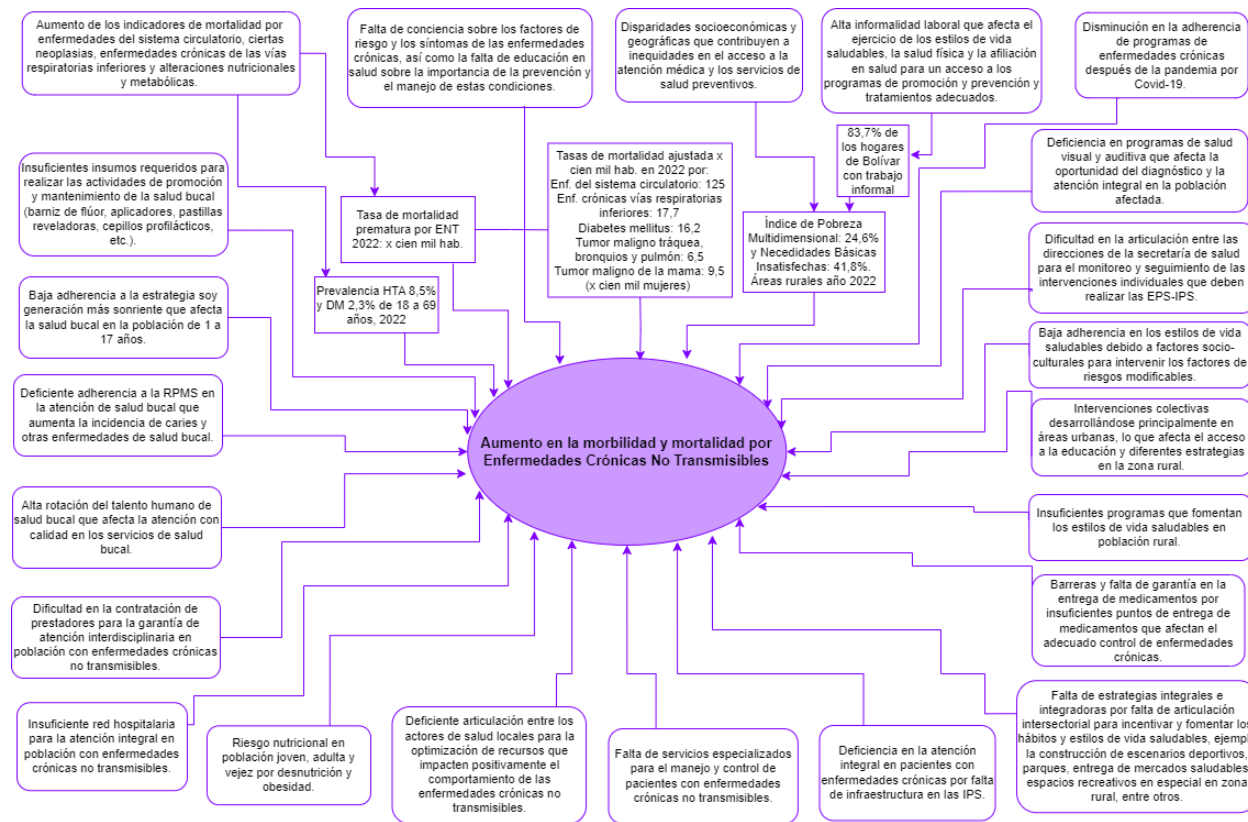 Aumento de los indicadores de mortalidad por
enfermedades del sistema circulatorio, ciertas
neoplasias, enfermedades crónicas de las vías
respiratorias inferiores y alteraciones nutricionales
y metabólicas.
Falta de conciencia sobre los factores de
riesgo y los síntomas de las enfermedades
crónicas, así como la falta de educación en
salud sobre la importancia de la prevención y
el manejo de estas condiciones.
Disparidades socioeconómicas y
geográficas que contribuyen a
inequidades en el acceso a la
atención médica y los servicios de
salud preventivos.
Alta informalidad laboral que afecta el
ejercicio de los estilos de vida
saludables, la salud física y la afiliación
en salud para un acceso a los
programas de promoción y prevención y
tratamientos adecuados.
Disminución en la adherencia
de programas de
enfermedades crónicas
después de la pandemia por
Covid-19.
83,7% de
los hogares
de Bolívar
con trabajo
informal
Deficiencia en programas de salud
visual y auditiva que afecta la
oportunidad del diagnóstico y la
atención integral en la población
afectada.
Insuficientes insumos requeridos para
realizar las actividades de promoción
y mantenimiento de la salud bucal
(barniz de flúor, aplicadores, pastillas
reveladoras, cepillos profilácticos,
etc.).
Tasa de mortalidad
prematura por ENT
2022: x cien mil hab.
Tasas de mortalidad ajustada x
cien mil hab. en 2022 por:
Enf. del sistema circulatorio: 125
Enf. crónicas vías respiratorias
inferiores: 17,7
Diabetes mellitus: 16,2
Tumor maligno tráquea,
bronquios y pulmón: 6,5
Tumor maligno de la mama: 9,5
(x cien mil mujeres)
Índice de Pobreza
Multidimensional: 24,6%
y Necedidades Básicas
Insatisfechas: 41,8%.
Áreas rurales año 2022
Dificultad en la articulación entre las
direcciones de la secretaría de salud
para el monitoreo y seguimiento de las
intervenciones individuales que deben
realizar las EPS-IPS.
Prevalencia HTA 8,5%
y DM 2,3% de 18 a 69
años, 2022
Baja adherencia a la estrategia soy
generación más sonriente que afecta
la salud bucal en la población de 1 a
17 años.
Baja adherencia en los estilos de vida
saludables debido a factores socio-
culturales para intervenir los factores de
riesgos modificables.
Deficiente adherencia a la RPMS en
la atención de salud bucal que
aumenta la incidencia de caries y
otras enfermedades de salud bucal.
Aumento en la morbilidad y mortalidad por
Enfermedades Crónicas No Transmisibles
Intervenciones colectivas
desarrollándose principalmente en
áreas urbanas, lo que afecta el acceso
a la educación y diferentes estrategias
en la zona rural.
Alta rotación del talento humano de
salud bucal que afecta la atención con
calidad en los servicios de salud
bucal.
Insuficientes programas que fomentan
los estilos de vida saludables en
población rural.
Dificultad en la contratación de
prestadores para la garantía de
atención interdisciplinaria en
población con enfermedades crónicas
no transmisibles.
Barreras y falta de garantía en la
entrega de medicamentos por
insuficientes puntos de entrega de
medicamentos que afectan el
adecuado control de enfermedades
crónicas.
Insuficiente red hospitalaria
para la atención integral en
población con enfermedades
crónicas no transmisibles.
Riesgo nutricional en
población joven, adulta y
vejez por desnutrición y
obesidad.
Deficiente articulación entre los
actores de salud locales para la
optimización de recursos que
impacten positivamente el
comportamiento de las
enfermedades crónicas no
transmisibles.
Falta de servicios especializados
para el manejo y control de
pacientes con enfermedades
crónicas no transmisibles.
Deficiencia en la atención
integral en pacientes con
enfermedades crónicas por falta
de infraestructura en las IPS.
Falta de estrategias integrales e
integradoras por falta de articulación
intersectorial para incentivar y fomentar los
hábitos y estilos de vida saludables, ejempl
la construcción de escenarios deportivos,
parques, entrega de mercados saludables
espacios recreativos en especial en zona
rural, entre otros.